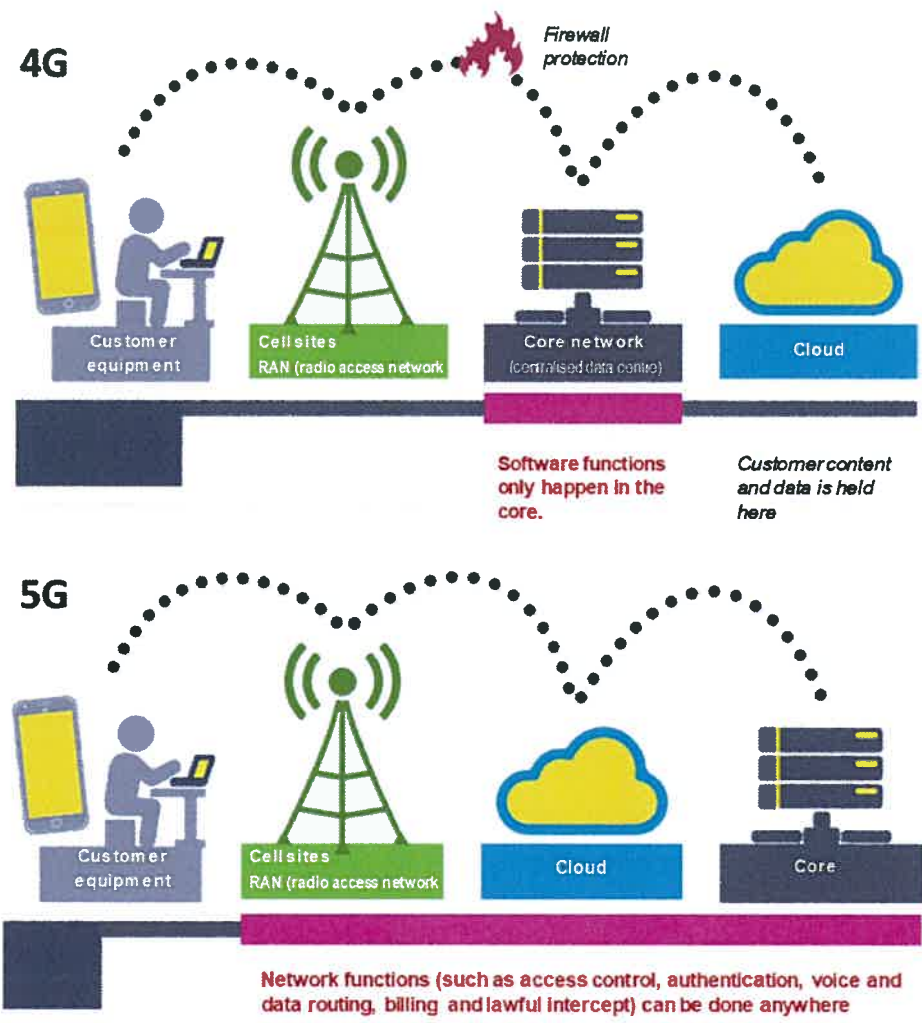 4G
Firewall
protection
Customer
equipment
Cell sites
RAN (radio access network
Core network
(centralised data centre)
Cloud
Software functions
only happen in the
core.
Customer content
and data is held
here
5G
Customer
equipment
Cell sites
RAN (radio access network
Cloud
Core
Network functions (such as access control, authentication, voice and
data routing, billing and lawful intercept) can be done anywhere